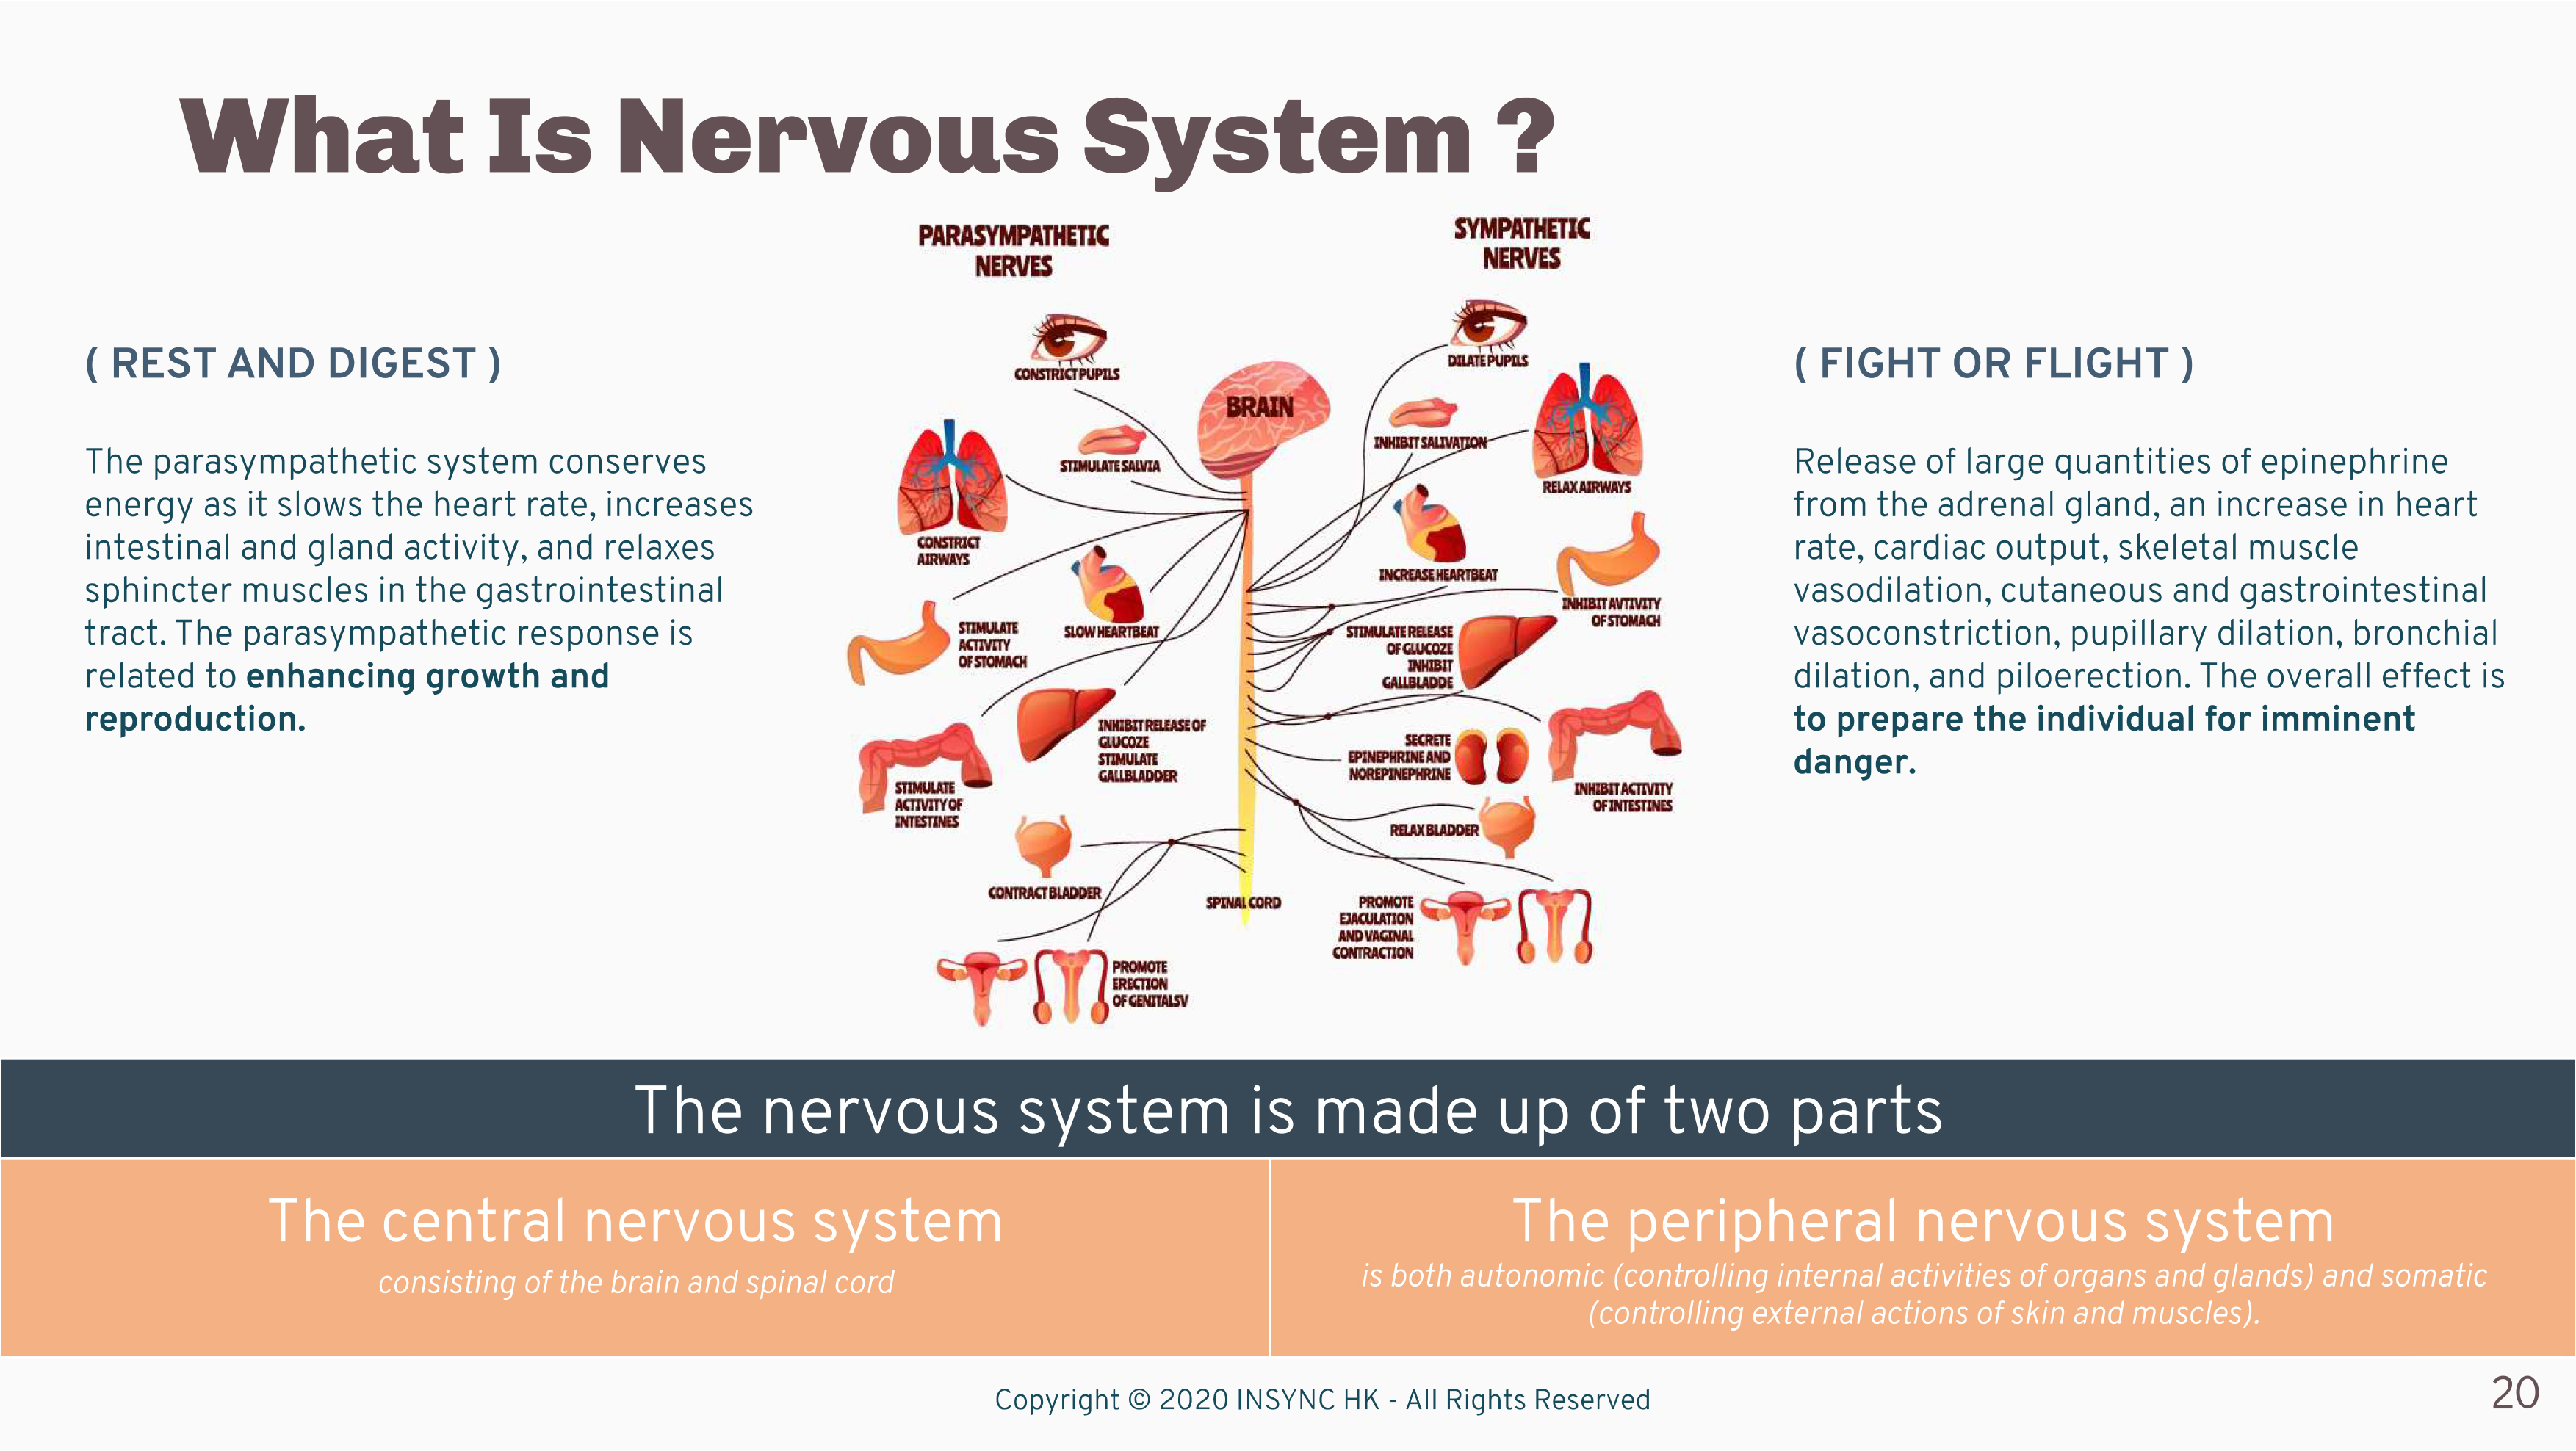 What Is Nervous System ?
( REST AND DIGEST )
The parasympathetic system conserves
energy as it slows the heart rate, increases
intestinal and gland activity, and relaxes
sphincter muscles in the gastrointestinal
tract. The parasympathetic response is
related to enhancing growth and
reproduction.
PARASYMPATHETIC
NERVES
CONSTRICT PUPILS
STIMULATE SALVIA
CONSTRICT
AIRWAYS
SLOW HEARTBEAT
STIMULATE
ACTIVITY
OF STOMACH
INHIBIT RELEASE OF
GLUCOZE
STIMULATE
GALLBLADDER
STIMULATE
ACTIVITY OF
INTESTINES
CONTRACT BLADDER
PROMOTE
ERECTION
OF GENITALSV
BRAIN
SPINAL CORD
SYMPATHETIC
NERVES
DILATE PUPILS
INHIBIT SALIVATION
RELAX AIRWAYS
INCREASE HEARTBEAT
INHIBIT AVTIVITY
OF STOMACH
STIMULATE RELEASE
OF GLUCOZE
INHIBIT
GALLBLADDE
SECRETE
EPINEPHRINE AND
NOREPINEPHRINE
INHIBIT ACTIVITY
OF INTESTINES
RELAX BLADDER
PROMOTE
EJACULATION
AND VAGINAL
CONTRACTION
( FIGHT OR FLIGHT )
Release of large quantities of epinephrine
from the adrenal gland, an increase in heart
rate, cardiac output, skeletal muscle
vasodilation, cutaneous and gastrointestinal
vasoconstriction, pupillary dilation, bronchial
dilation, and piloerection. The overall effect is
to prepare the individual for imminent
danger.
The nervous system is made up of two parts
The central nervous system
consisting of the brain and spinal cord
The peripheral nervous system
is both autonomic (controlling internal activities of organs and glands) and somatic
(controlling external actions of skin and muscles).
Copyright © 2020 INSYNC HK - All Rights Reserved
20